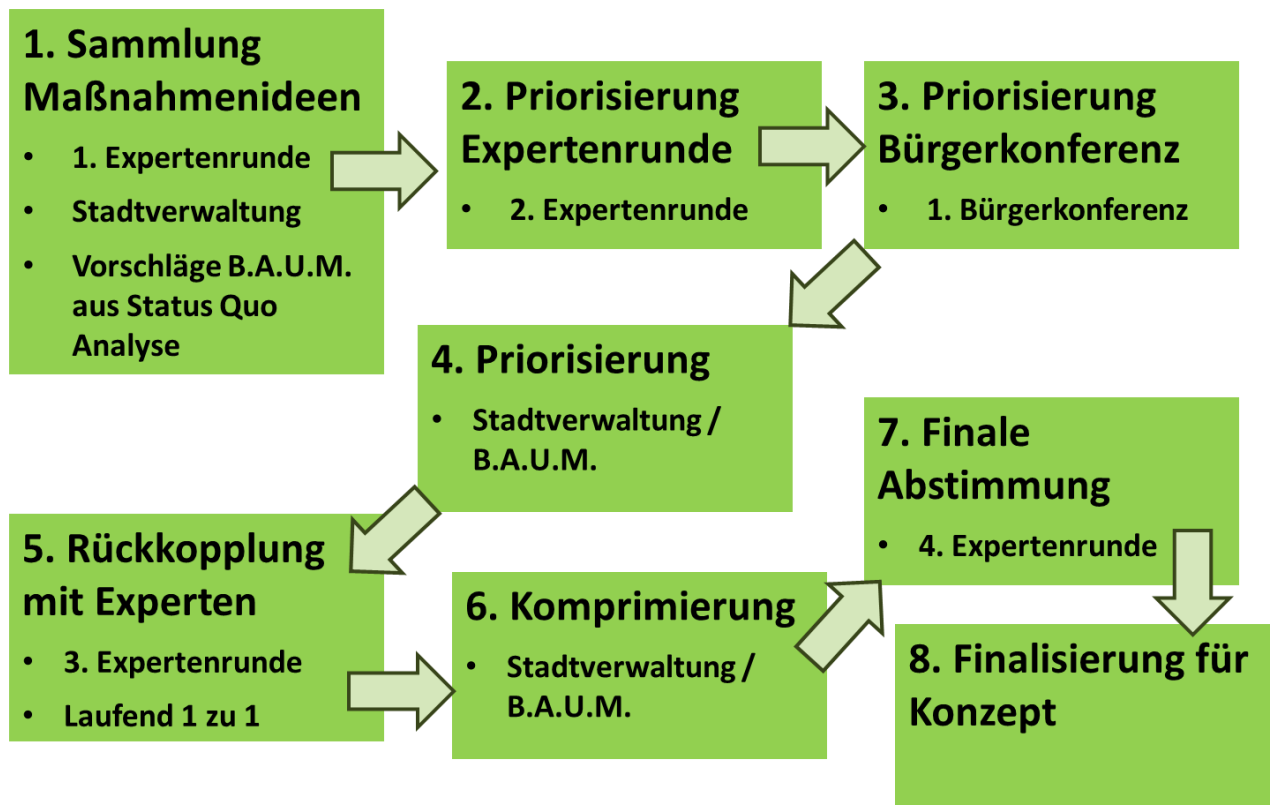 1. Sammlung
Maßnahmenideen
• 1. Expertenrunde
• Stadtverwaltung
• Vorschläge B.A.U.M.
aus Status Quo
Analyse
2. Priorisierung
Expertenrunde
• 2. Expertenrunde
3. Priorisierung
Bürgerkonferenz
• 1. Bürgerkonferenz
4. Priorisierung
• Stadtverwaltung /
B.A.U.M.
5. Rückkopplung
mit Experten
• 3. Expertenrunde
• Laufend 1 zu 1
6. Komprimierung
• Stadtverwaltung /
B.A.U.M.
7. Finale
Abstimmung
• 4. Expertenrunde
8. Finalisierung für
Konzept